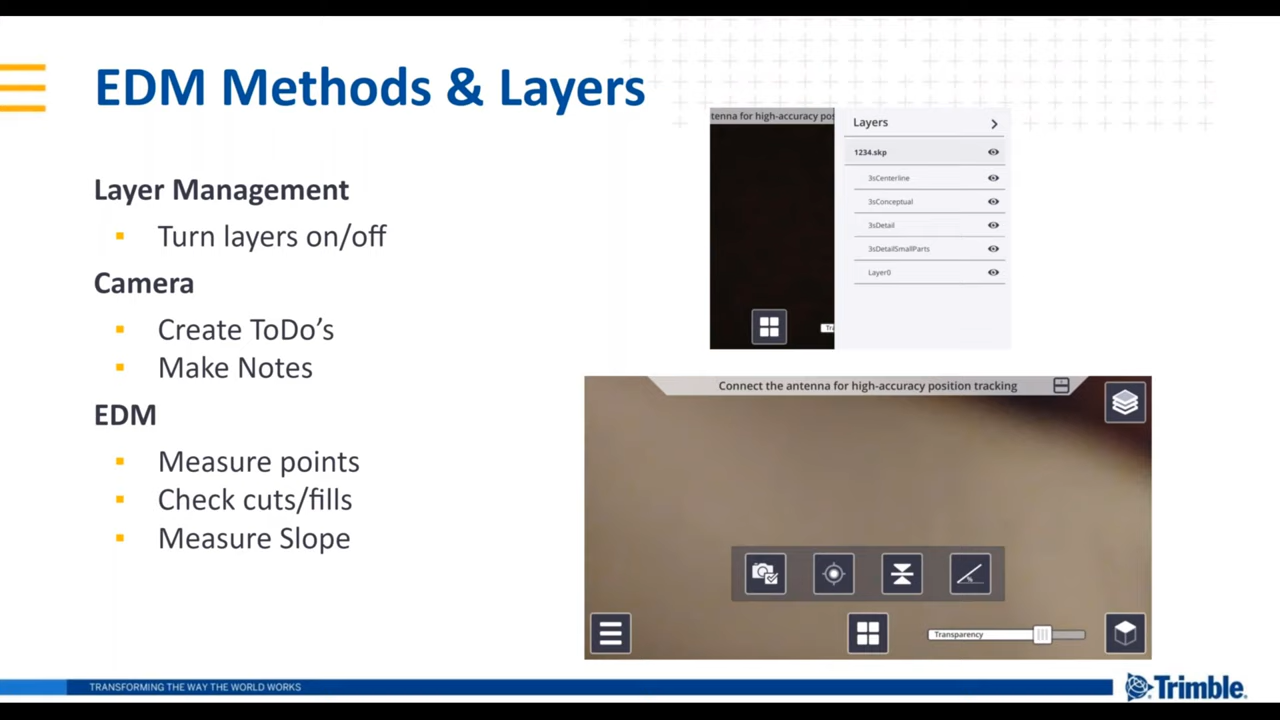 EDM Methods & Layers
Layer Management
▪ Turn layers on/off
Camera
▪ Create ToDo's
▪ Make Notes
EDM
▪ Measure points
▪ Check cuts/fills
▪ Measure Slope
tenna for high-accuracy pos
Layers
1234.skp
3sCenterline
3sConceptual
3sDetail
3sDetailSmallParts
Layer0
Tr
Connect the antenna for high-accuracy position tracking
%
Transparency
TRANSFORMING THE WAY THE WORLD WORKS
Trimble